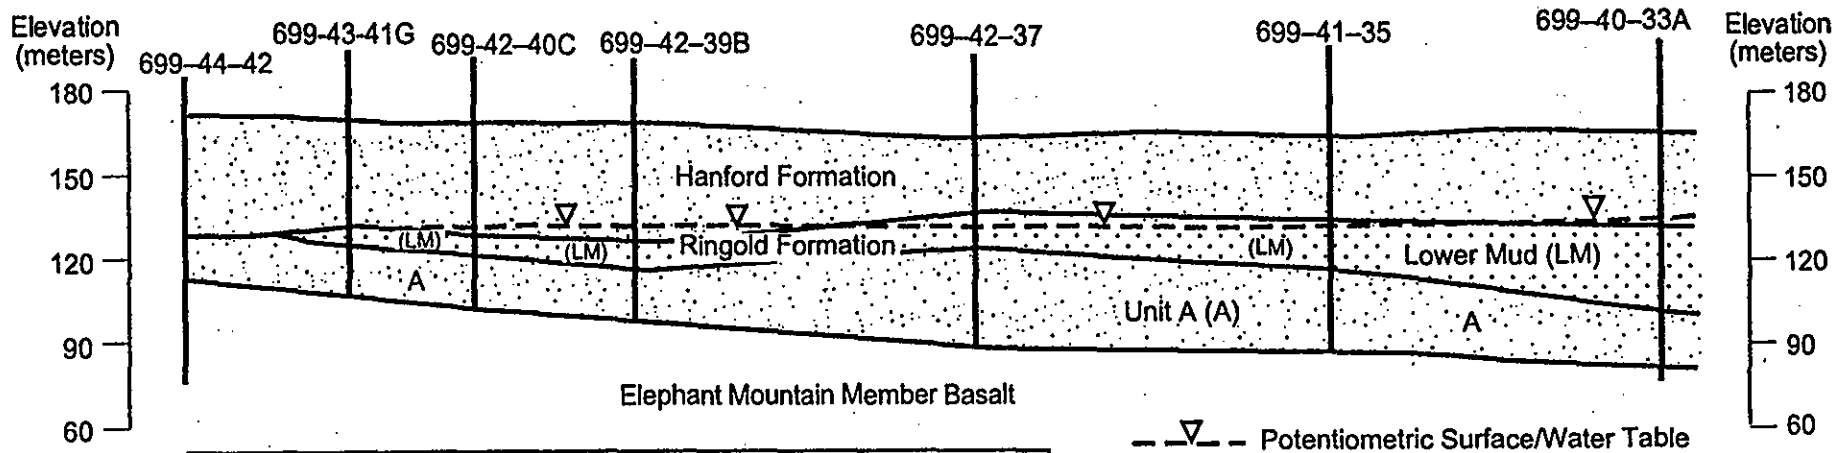 Elevation
(meters)
699-44-42
699-43-41G
699-42-40C
699-42-39B
699-42-37
699-41-35
699-40-33A
Elevation
(meters)
180
180
150
Hanford Formation
150
120
(LM)
(LM)
Ringold Formation
(LM)
Lower Mud (LM)
120
A
Unit A (A)
A
90
90
Elephant Mountain Member Basalt
60
Potentiometric Surface/Water Table
60